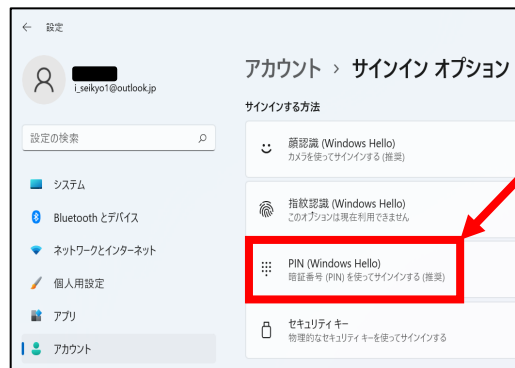 ← 設定
i_seikyo1@outlook.jp
設定の検索
システム
Bluetooth とデバイス
ネットワークとインターネット
個人用設定
アプリ
アカウント
アカウント › サインイン オプション
サインインする方法
顔認識 (Windows Hello)
カメラを使ってサインインする (推奨)
指紋認識 (Windows Hello)
このオプションは現在利用できません
PIN (Windows Hello)
暗証番号 (PIN) を使ってサインインする (推奨)
セキュリティ キー
物理的なセキュリティ キーを使ってサインインする